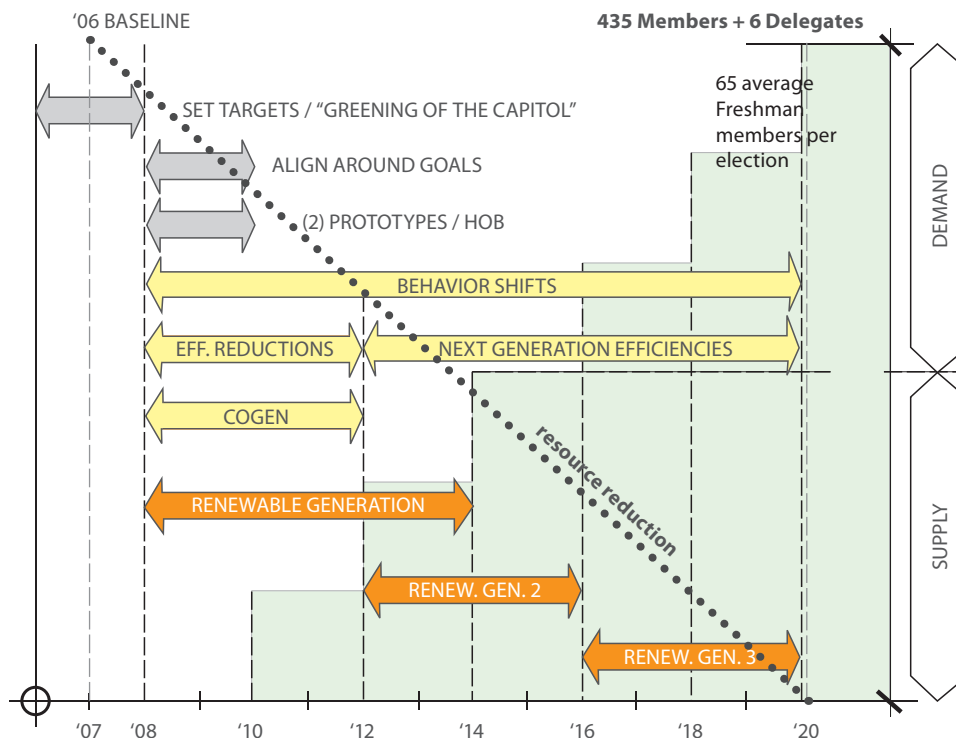 ‘06 BASELINE
435 Members + 6 Delegates
65 average
Freshman
members per
election
SET TARGETS / “GREENING OF THE CAPITOL”
ALIGN AROUND GOALS
(2) PROTOTYPES / HOB
BEHAVIOR SHIFTS
EFF. REDUCTIONS
NEXT GENERATION EFFICIENCIES
COGEN
resource reduction
RENEWABLE GENERATION
RENEW. GEN. 2
RENEW. GEN. 3
DEMAND
SUPPLY
‘07
‘08
‘10
‘12
‘14
‘16
‘18
‘20